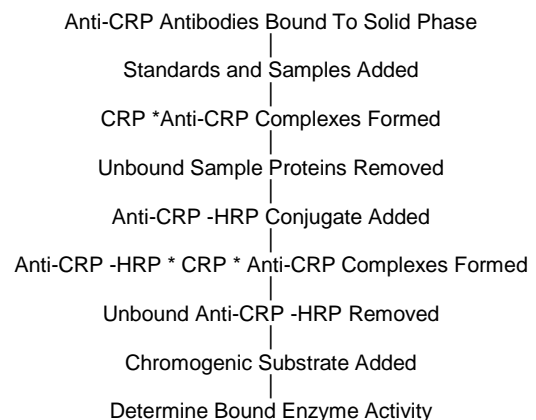 Anti-CRP Antibodies Bound To Solid Phase
Standards and Samples Added
CRP *Anti-CRP Complexes Formed
Unbound Sample Proteins Removed
Anti-CRP -HRP Conjugate Added
Anti-CRP -HRP * CRP * Anti-CRP Complexes Formed
Unbound Anti-CRP -HRP Removed
Chromogenic Substrate Added
Determine Bound Enzyme Activity